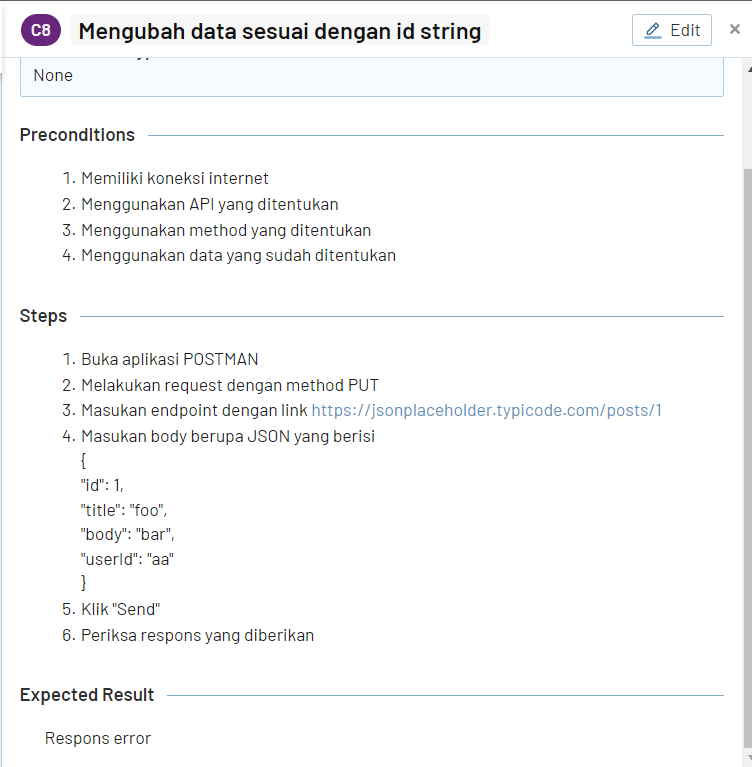 C8 Mengubah data sesuai dengan id string Edit
None
Preconditions
1. Memiliki koneksi internet
2. Menggunakan API yang ditentukan
3. Menggunakan method yang ditentukan
4. Menggunakan data yang sudah ditentukan
Steps
1. Buka aplikasi POSTMAN
2. Melakukan request dengan method PUT
3. Masukan endpoint dengan link https://jsonplaceholder.typicode.com/posts/1
4. Masukan body berupa JSON yang berisi
{
"id": 1,
"title": "foo",
"body": "bar",
"userId": "aa"
}
5. Klik "Send"
6. Periksa respons yang diberikan
Expected Result
Respons error